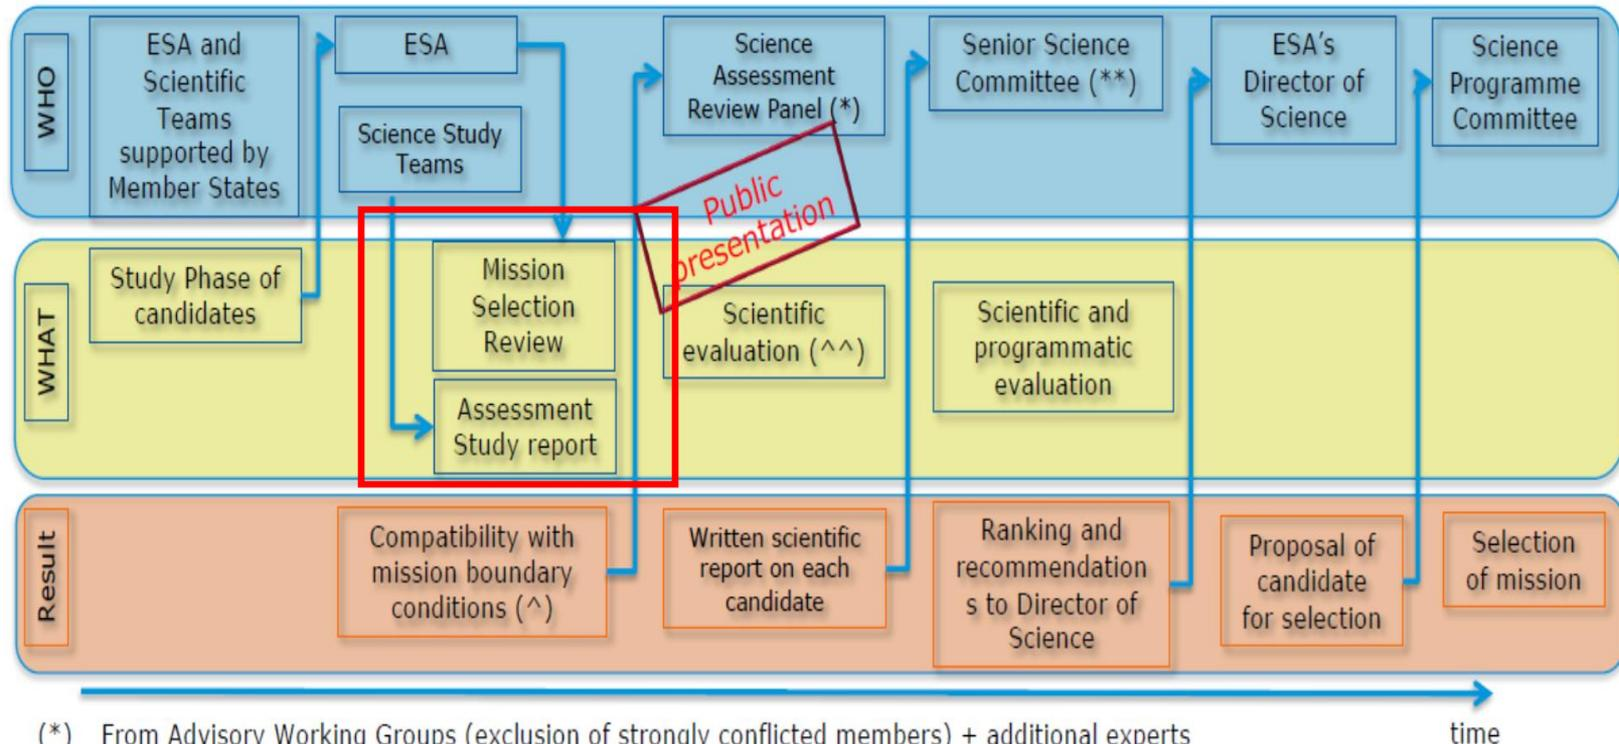 WHO
ESA and
Scientific
Teams
supported by
Member States
ESA
Science Study
Teams
Science
Assessment
Review Panel (*)
Senior Science
Committee (**)
ESA's
Director of
Science
Science
Programme
Committee
Public
presentation
WHAT
Study Phase of
candidates
Mission
Selection
Review
Assessment
Study report
Scientific
evaluation (^^)
Scientific and
programmatic
evaluation
Result
Compatibility with
mission boundary
conditions (^)
Written scientific
report on each
candidate
Ranking and
recommendation
s to Director of
Science
Proposal of
candidate
for selection
Selection
of mission
(*) From Advisory Working Groups (exclusion of strongly conflicted members) + additional experts
time